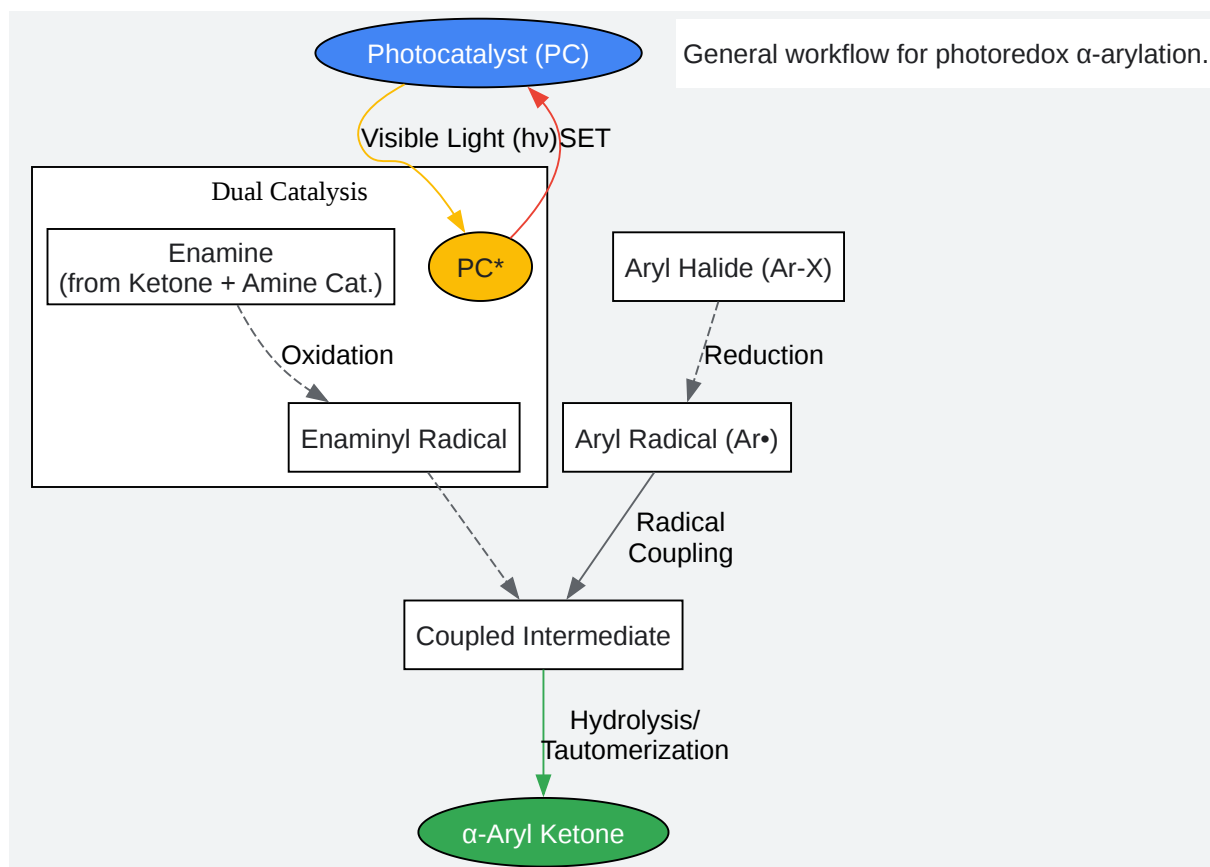 Photocatalyst (PC)
General workflow for photoredox α-arylation.
Visible Light (hν)
SET
Dual Catalysis
Enamine
(from Ketone + Amine Cat.)
PC*
Aryl Halide (Ar-X)
Oxidation
Reduction
Enaminyl Radical
Aryl Radical (Ar•)
Radical
Coupling
Coupled Intermediate
Hydrolysis/
Tautomerization
α-Aryl Ketone